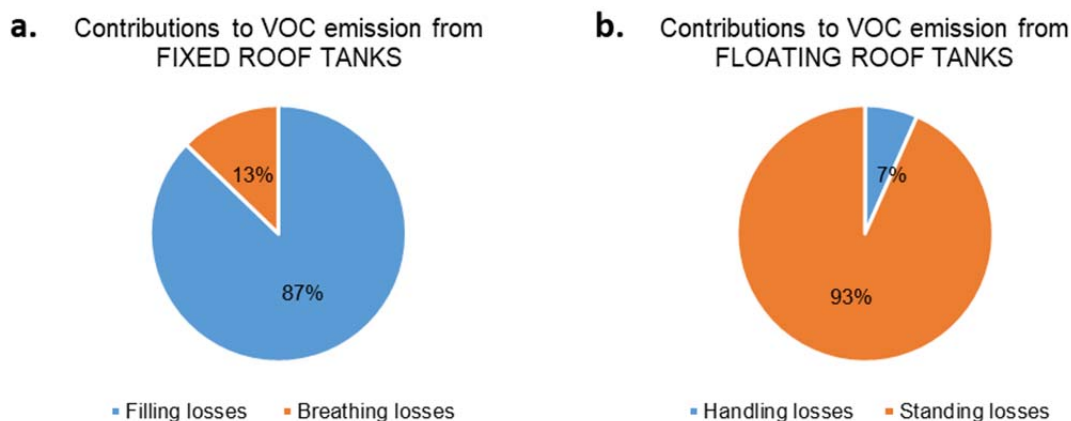 a.
Contributions to VOC emission from
FIXED ROOF TANKS
13%
87%
Filling losses
Breathing losses
b.
Contributions to VOC emission from
FLOATING ROOF TANKS
7%
93%
Handling losses
Standing losses